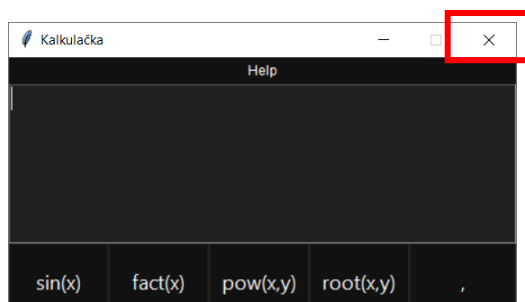 Kalkulačka
Help
sin(x) fact(x) pow(x,y) root(x,y) ,